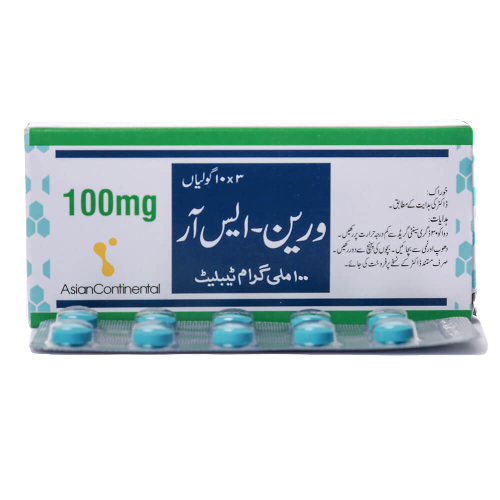 ۳×۱۰ گولیاں
100mg
ورین-ایس آر
۱۰۰ ملی گرام ٹیبلیٹ
AsianContinental
خوراک:
ڈاکٹر کی ہدایت کے مطابق۔
ہدایات:
دوا کو ۳۰ ڈگری سینٹی گریڈ سے کم درجہ حرارت پر رکھیں۔
دھوپ اور نمی سے بچائیں۔ بچوں کی پہنچ سے دور رکھیں۔
صرف مستند ڈاکٹر کے نسخے پر فروخت کی جائے۔